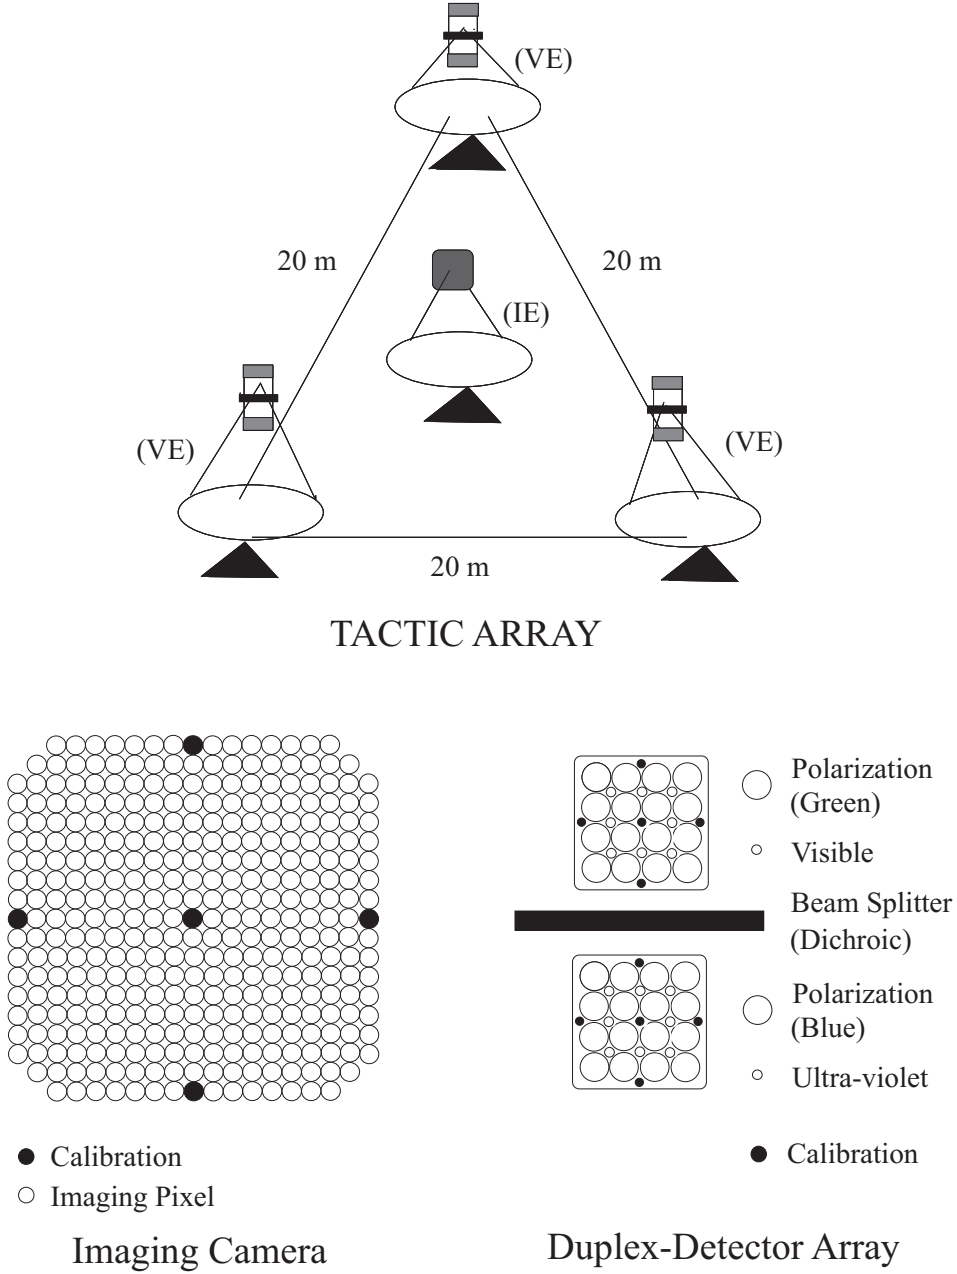 (VE)
20 m
20 m
(IE)
(VE)
(VE)
20 m
TACTIC ARRAY
Polarization
(Green)
Visible
Beam Splitter
(Dichroic)
Polarization
(Blue)
Ultra-violet
Calibration
Calibration
Imaging Pixel
Imaging Camera
Duplex-Detector Array